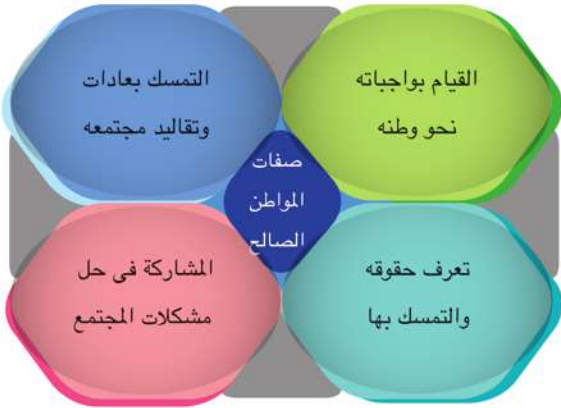 القيام بواجباته
نحو وطنه
التمسك بعادات
وتقاليد مجتمعه
صفات
المواطن
الصالح
تعرف حقوقه
والتمسك بها
المشاركة فى حل
مشكلات المجتمع